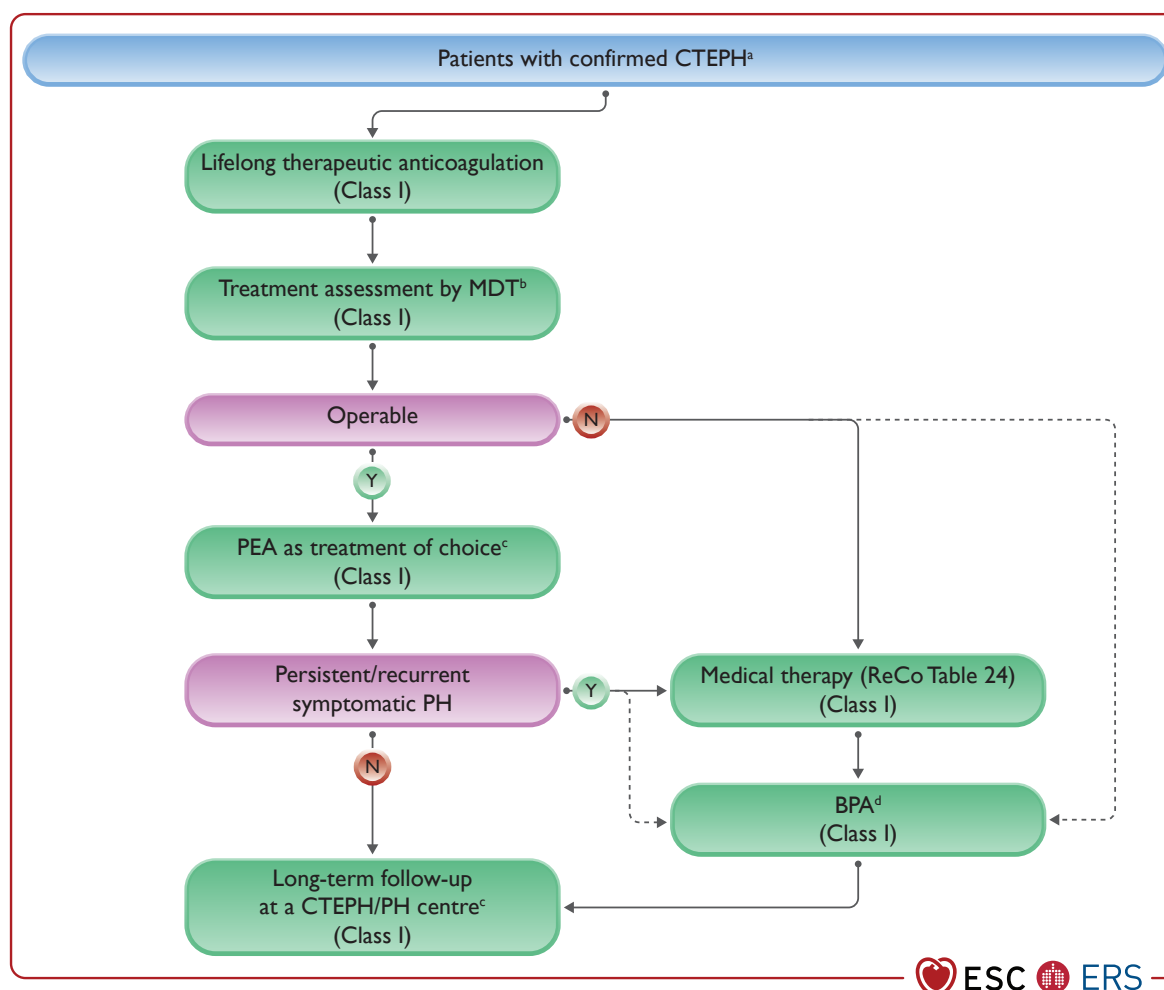 Patients with confirmed CTEPHᵃ
Lifelong therapeutic anticoagulation
(Class I)
Treatment assessment by MDTᵇ
(Class I)
Operable
N
Y
PEA as treatment of choiceᶜ
(Class I)
Persistent/recurrent
symptomatic PH
Y
Medical therapy (ReCo Table 24)
(Class I)
N
BPAᵈ
(Class I)
Long-term follow-up
at a CTEPH/PH centreᶜ
(Class I)
ESC ERS